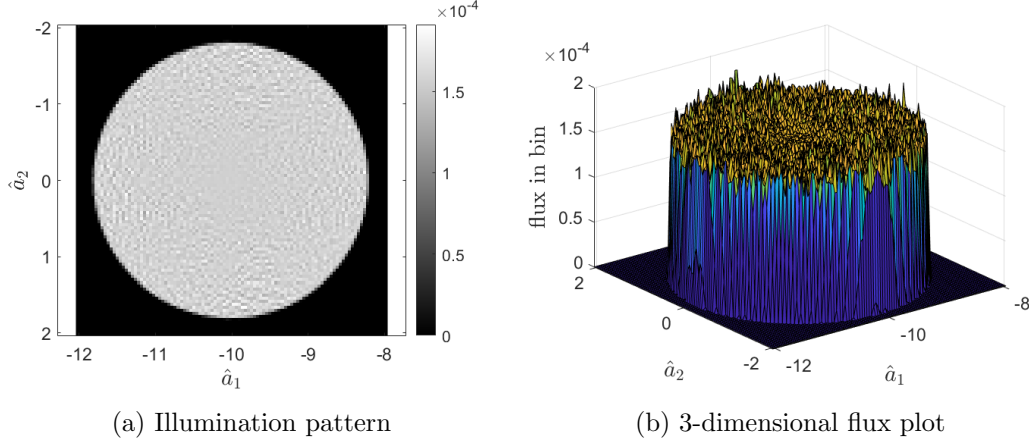 ×10⁻⁴
-2
-1
0
1
2
-12 -11 -10 -9 -8
â₁
â₂
1.5
1
0.5
0
×10⁻⁴
2
1.5
1
0.5
0
flux in bin
2
0
-2
â₂
-12
-10
-8
â₁
(a) Illumination pattern
(b) 3-dimensional flux plot